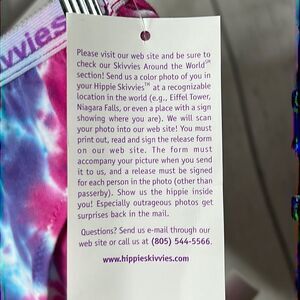 vvies
Please visit our web site and be sure to
check our Skivvies Around the World℠
section! Send us a color photo of you in
your Hippie Skivvies™ at a recognizable
location in the world (e.g., Eiffel Tower,
Niagara Falls, or even a place with a sign
showing where you are). We will scan
your photo into our web site! You must
print out, read and sign the release form
on our web site. The form must
accompany your picture when you send
it to us, and a release must be signed
for each person in the photo (other than
passerby). Show us the hippie inside
you! Especially outrageous photos get
surprises back in the mail.
Questions? Send us e-mail through our
web site or call us at (805) 544-5566.
www.hippieskivvies.com